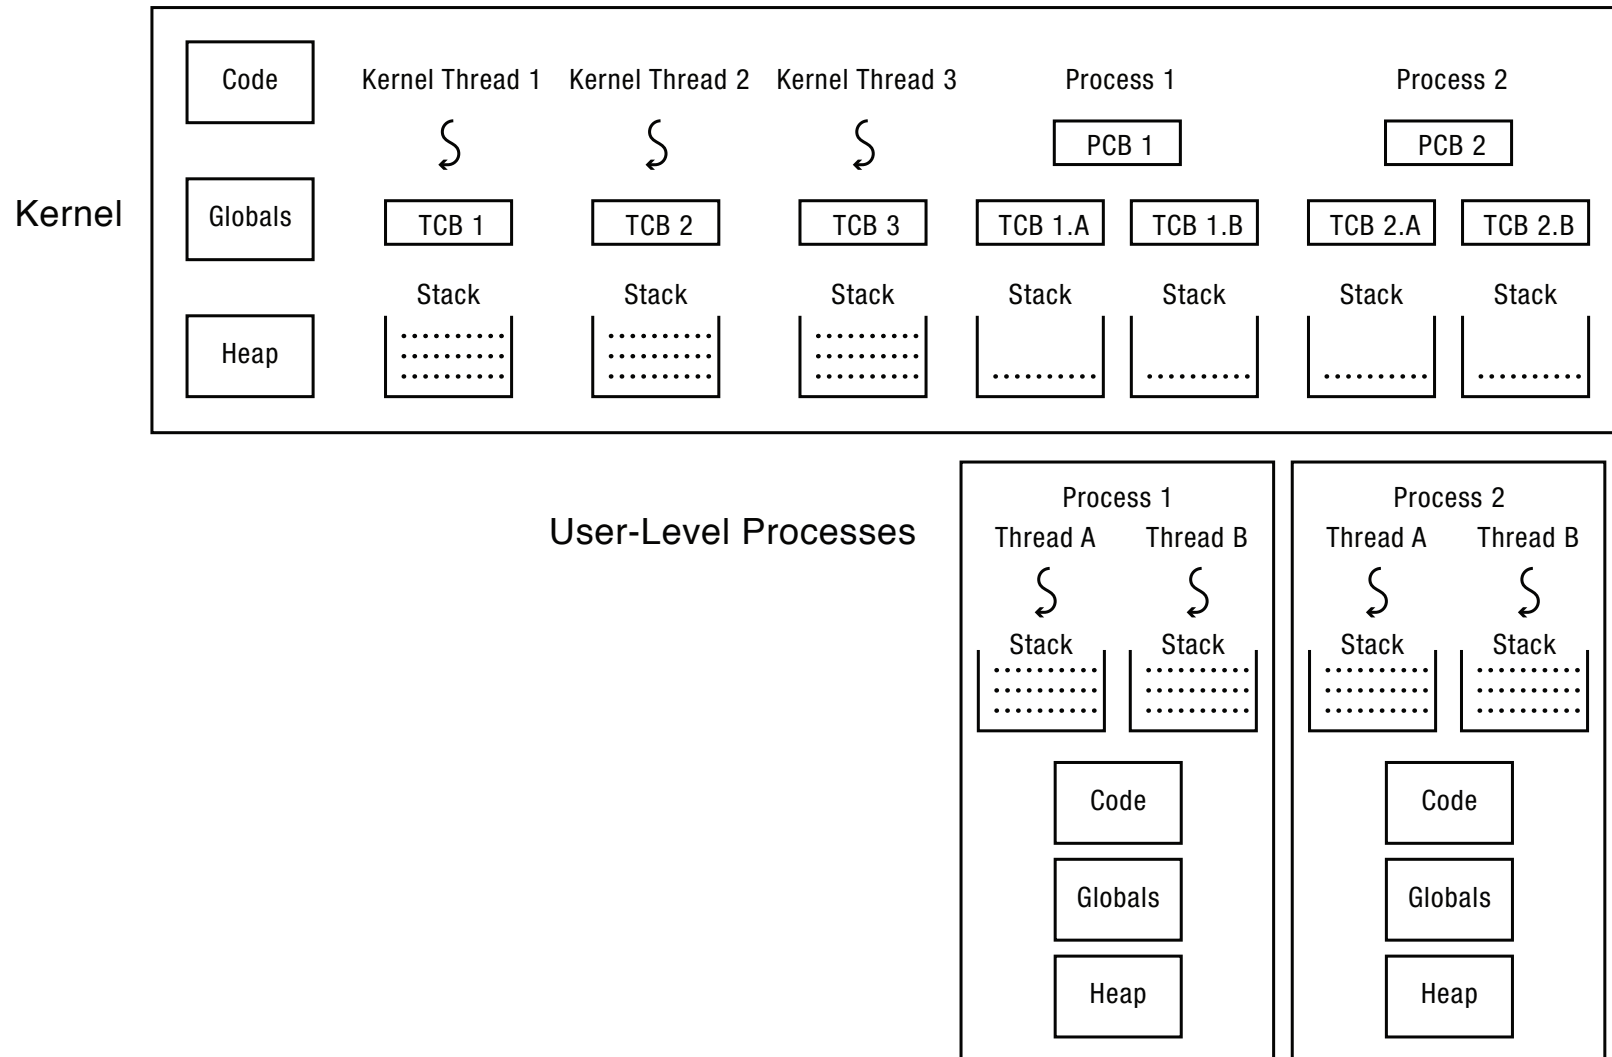 Code Kernel Thread 1 Kernel Thread 2 Kernel Thread 3 Process 1 Process 2
PCB 1 PCB 2
Kernel Globals TCB 1 TCB 2 TCB 3 TCB 1.A TCB 1.B TCB 2.A TCB 2.B
Stack Stack Stack Stack Stack Stack Stack
Heap
Process 1 Process 2
User-Level Processes Thread A Thread B Thread A Thread B
Stack Stack Stack Stack
Code Code
Globals Globals
Heap Heap